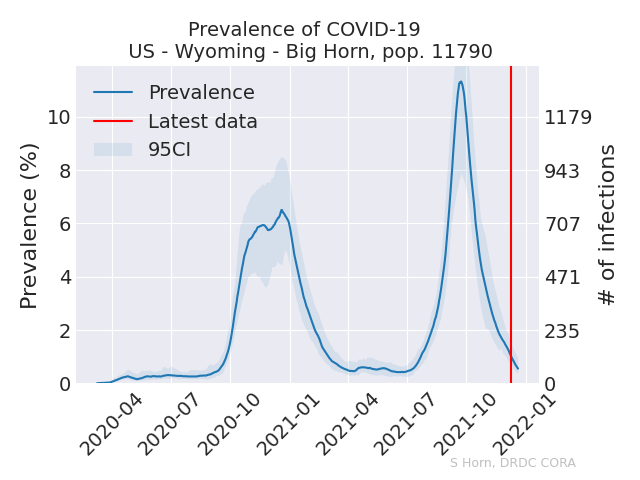 Prevalence of COVID-19
US - Wyoming - Big Horn, pop. 11790
Prevalence
Latest data
95CI
Prevalence (%)
10
8
6
4
2
0
1179
943
707
471
235
0
# of infections
2020-04
2020-07
2020-10
2021-01
2021-04
2021-07
2021-10
2022-01
S Horn, DRDC CORA